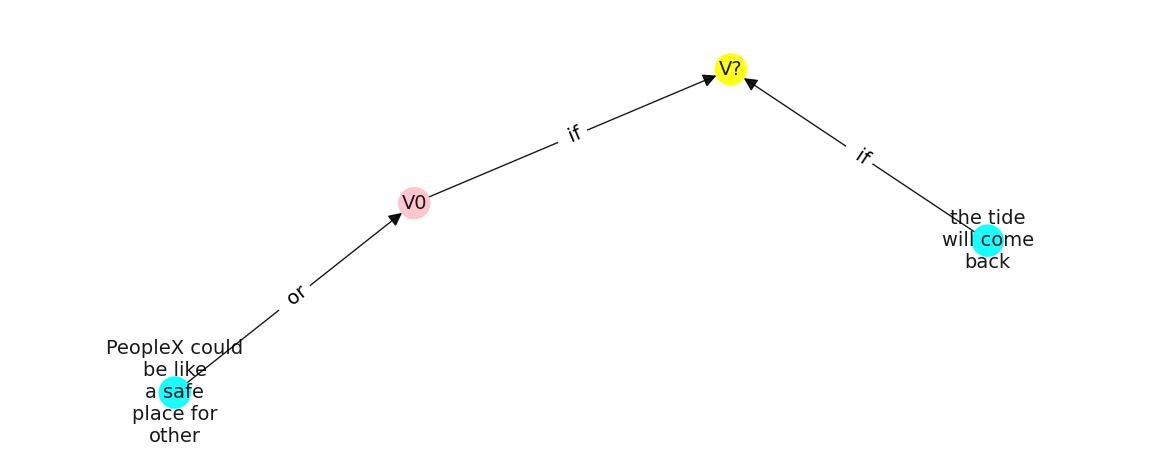 V?
if
if
V0
the tide
will come
back
or
PeopleX could
be like
a safe
place for
other